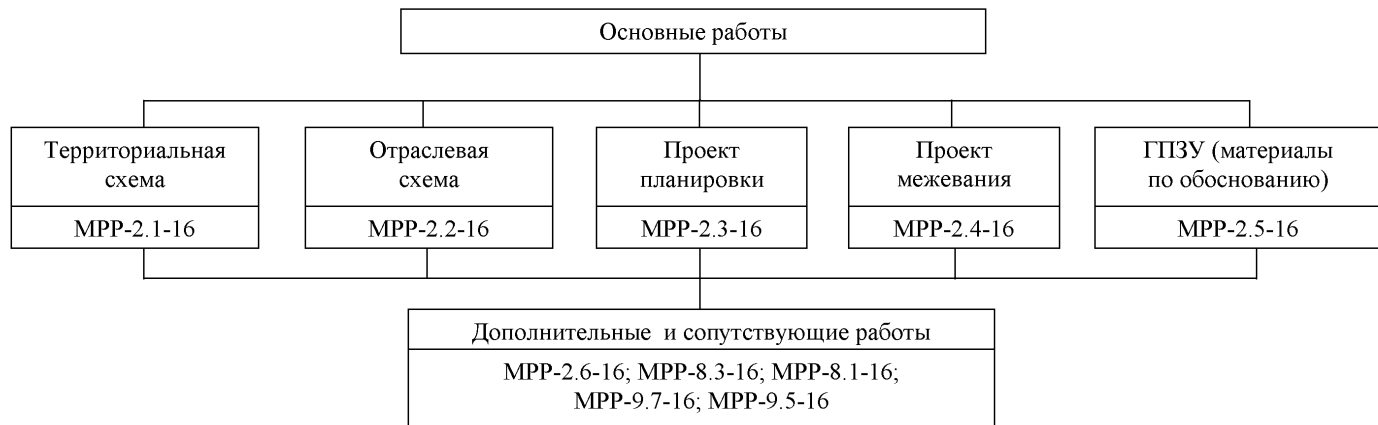 Основные работы
Территориальная
схема
МРР-2.1-16
Отраслевая
схема
МРР-2.2-16
Проект
планировки
МРР-2.3-16
Проект
межевания
МРР-2.4-16
ГПЗУ (материалы
по обоснованию)
МРР-2.5-16
Дополнительные и сопутствующие работы
МРР-2.6-16; МРР-8.3-16; МРР-8.1-16;
МРР-9.7-16; МРР-9.5-16